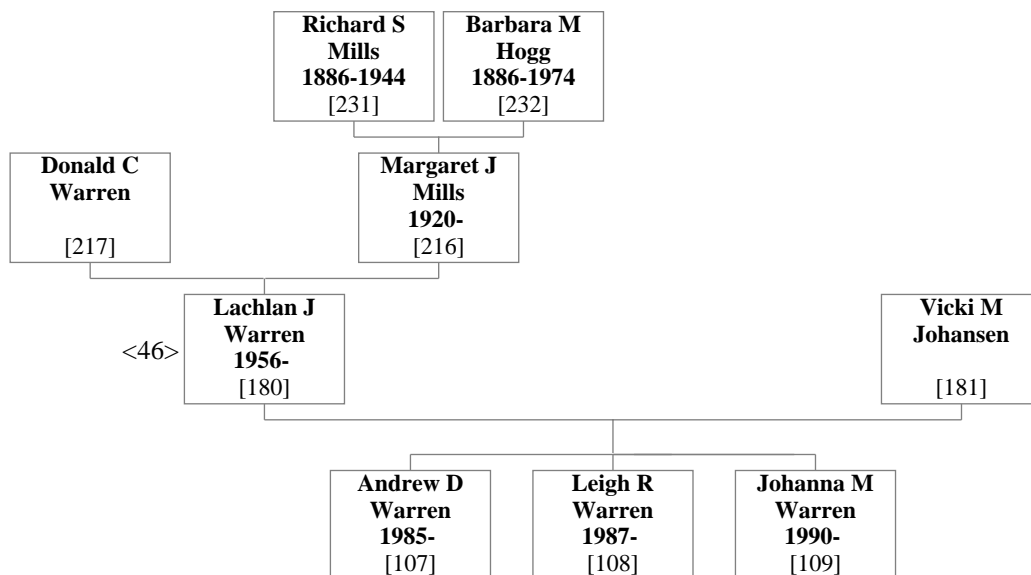 Richard S
Mills
1886-1944
[231]
Barbara M
Hogg
1886-1974
[232]
Donald C
Warren
[217]
Margaret J
Mills
1920-
[216]
<46>
Lachlan J
Warren
1956-
[180]
Vicki M
Johansen
[181]
Andrew D
Warren
1985-
[107]
Leigh R
Warren
1987-
[108]
Johanna M
Warren
1990-
[109]